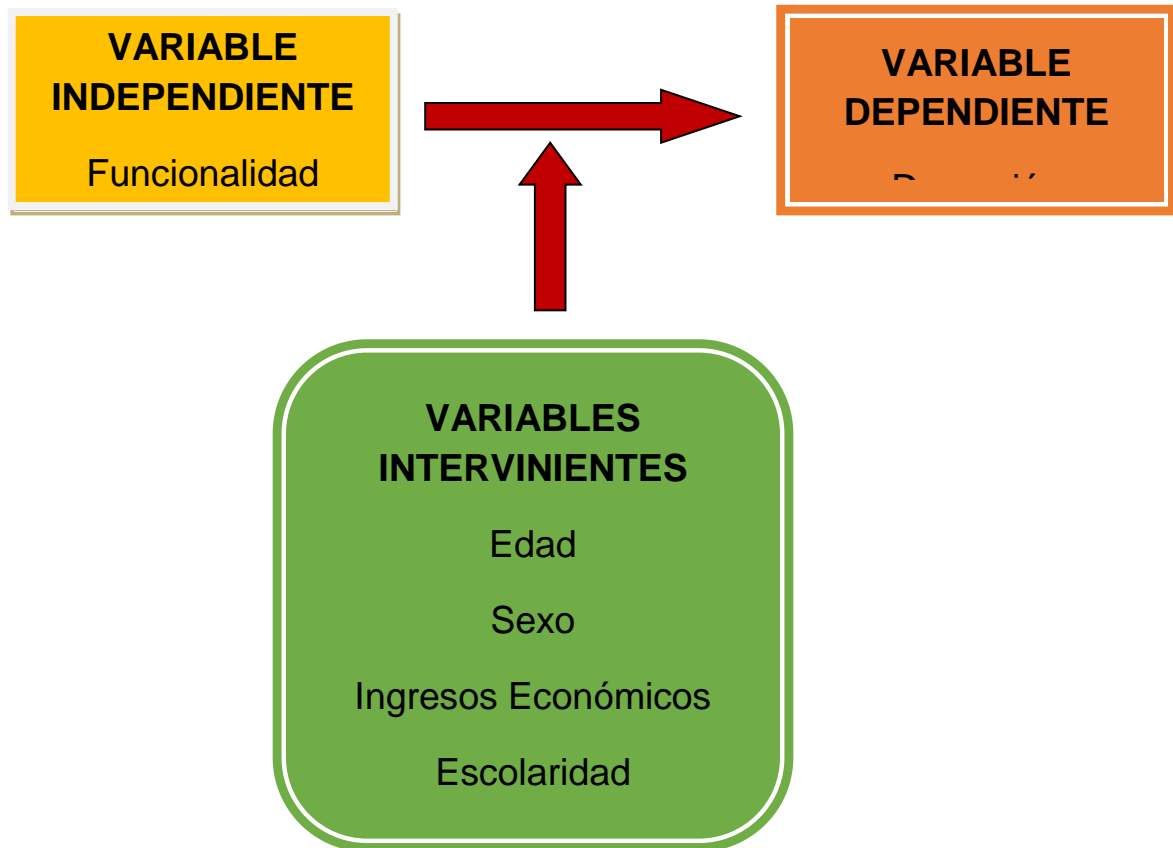 VARIABLE
INDEPENDIENTE
Funcionalidad
VARIABLE
DEPENDIENTE
VARIABLES
INTERVINIENTES
Edad
Sexo
Ingresos Económicos
Escolaridad